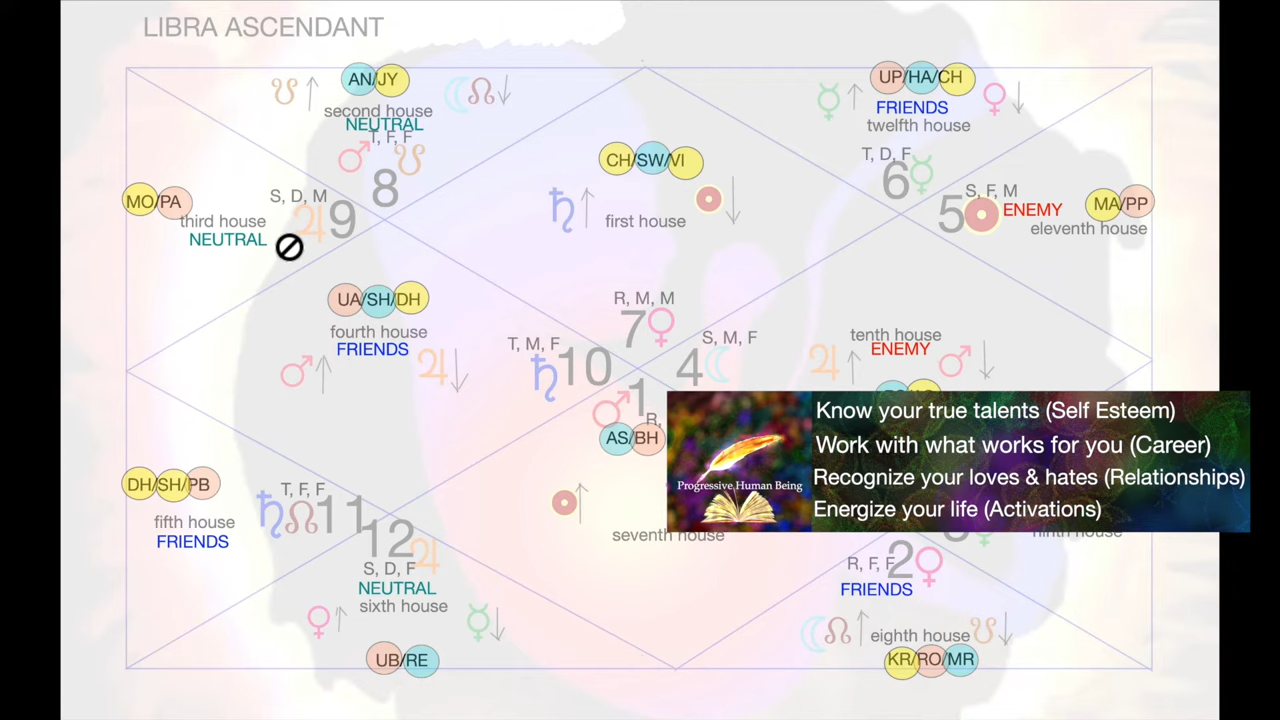 LIBRA ASCENDANT
AN/JY
second house
NEUTRAL
T, F, F
8
UP/HA/CH
FRIENDS
twelfth house
T, D, F
6
CH/SW/VI
first house
MO/PA
S, D, M
third house
NEUTRAL
9
S, F, M
5
ENEMY
MA/PP
eleventh house
UA/SH/DH
fourth house
FRIENDS
R, M, M
7
T, M, F
10
S, M, F
4
tenth house
ENEMY
1
R,
AS/BH
Know your true talents (Self Esteem)
Work with what works for you (Career)
Recognize your loves & hates (Relationships)
Energize your life (Activations)
Progressive Human Being
DH/SH/PB
T, F, F
11
fifth house
FRIENDS
seventh house
12
S, D, F
NEUTRAL
sixth house
UB/RE
R, F, F
2
FRIENDS
eighth house
KR/RO/MR